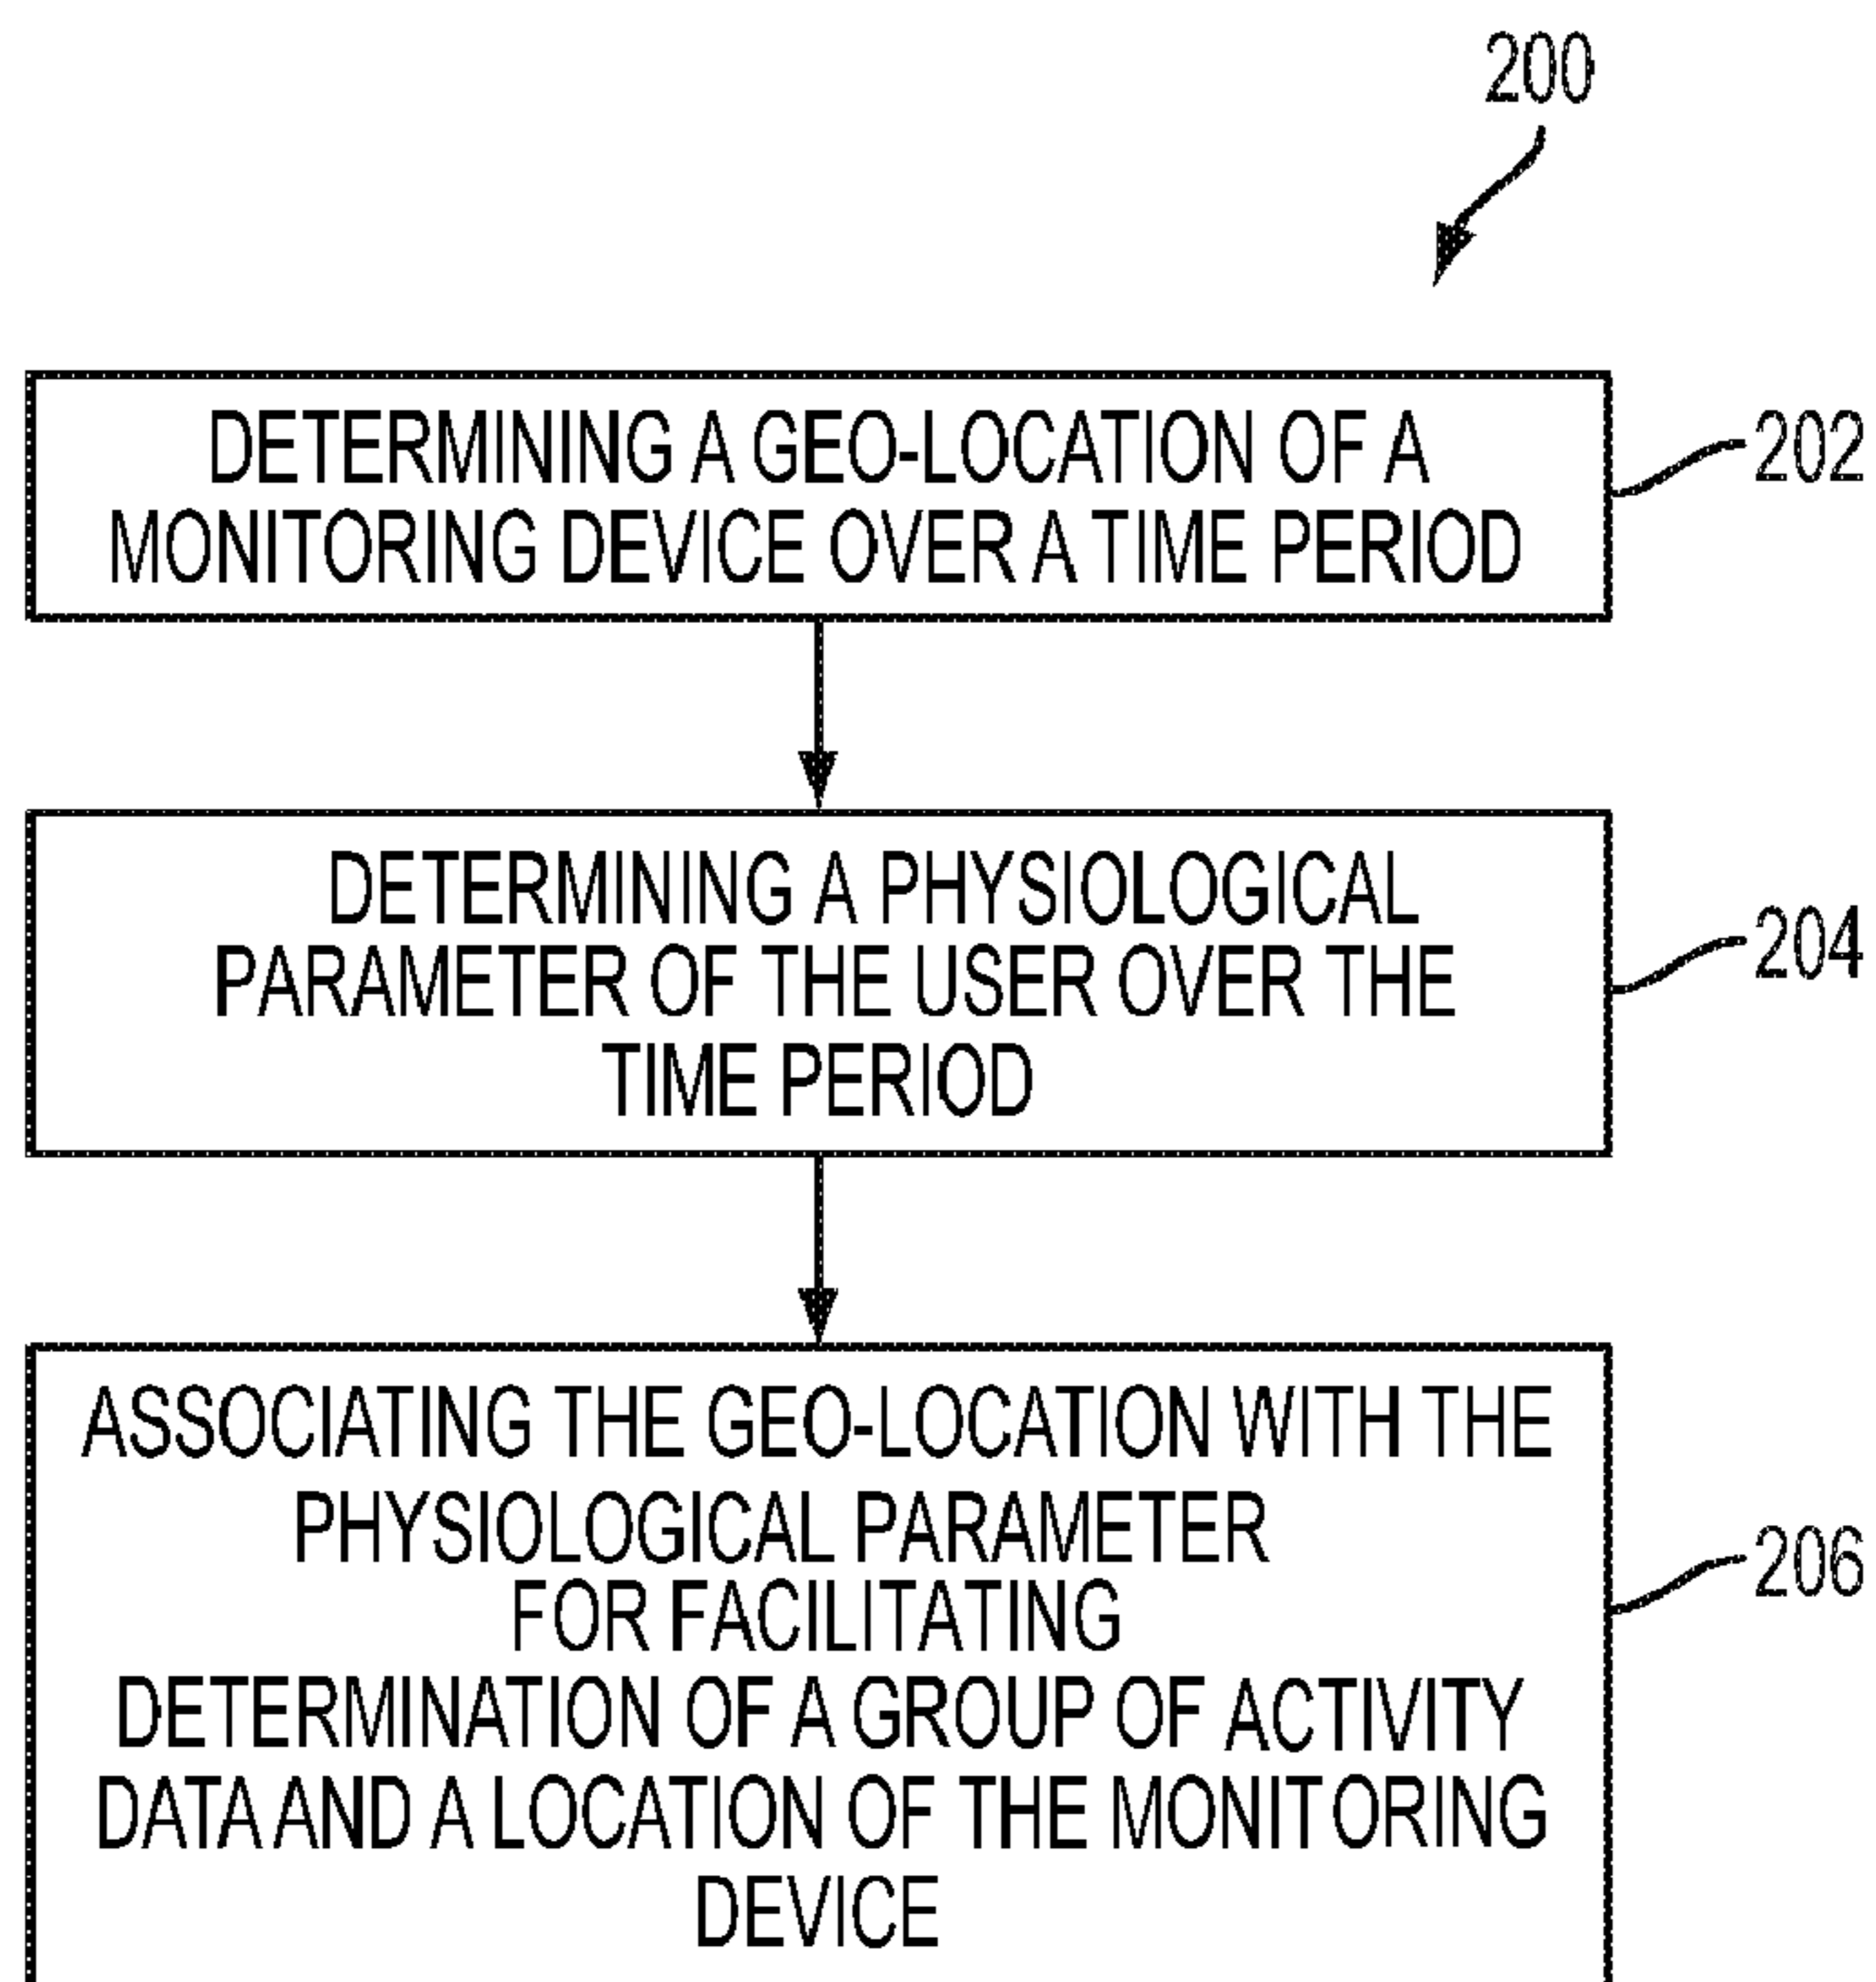 200
DETERMINING A GEO-LOCATION OF A
MONITORING DEVICE OVER A TIME PERIOD
202
DETERMINING A PHYSIOLOGICAL
PARAMETER OF THE USER OVER THE
TIME PERIOD
204
ASSOCIATING THE GEO-LOCATION WITH THE
PHYSIOLOGICAL PARAMETER
FOR FACILITATING
DETERMINATION OF A GROUP OF ACTIVITY
DATA AND A LOCATION OF THE MONITORING
DEVICE
206